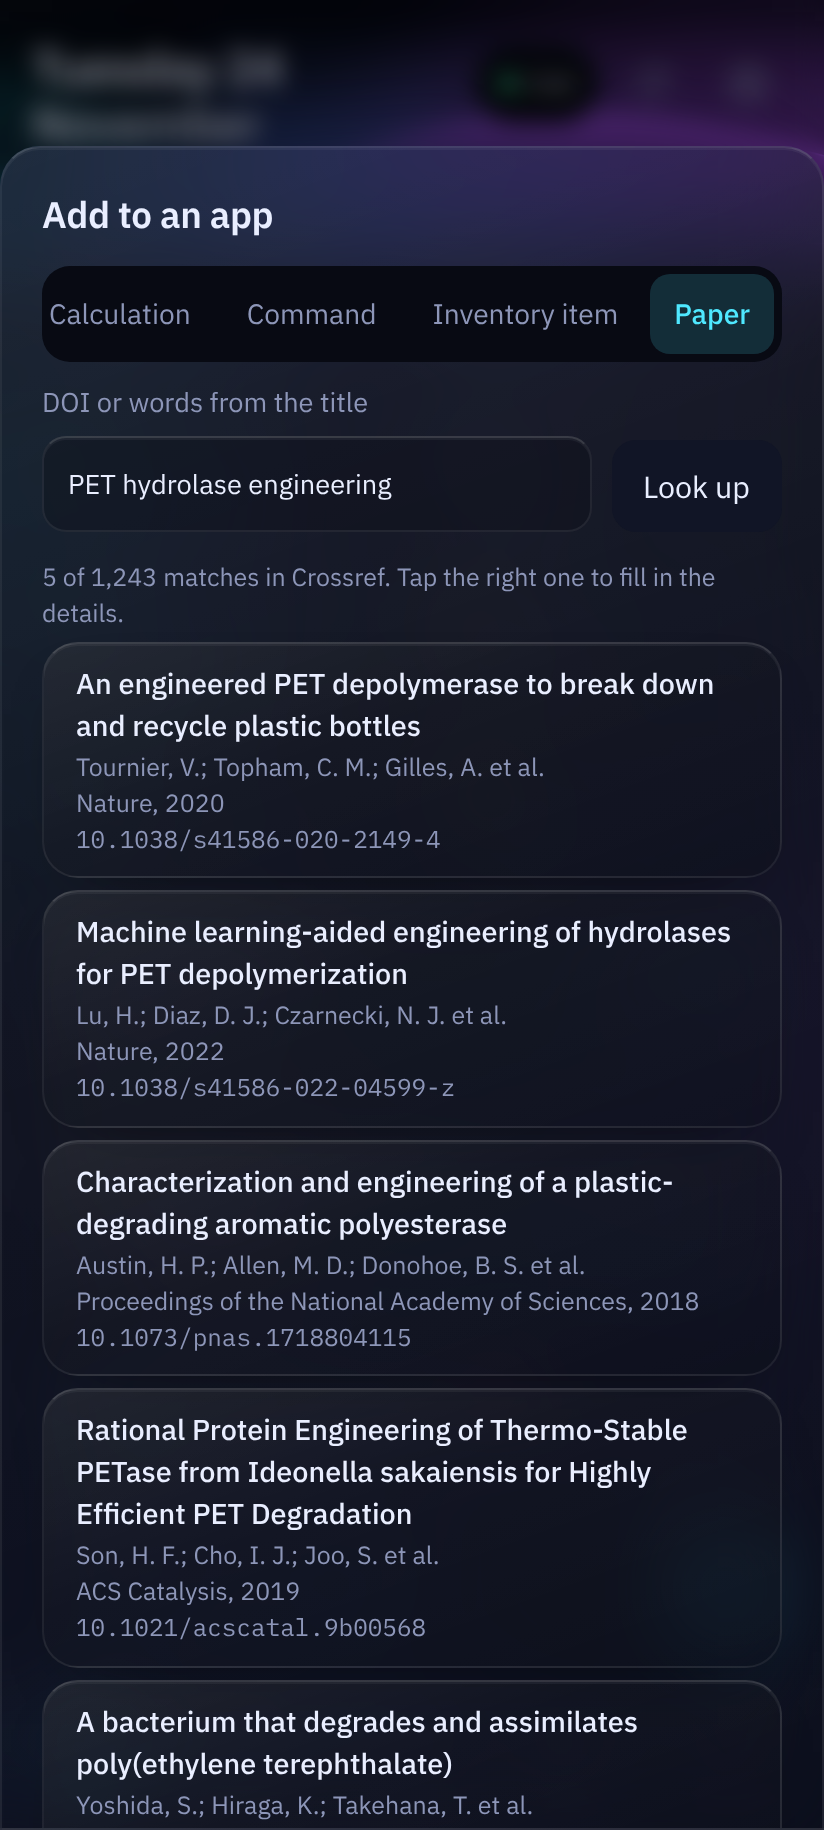 Tuesday 24
November
Add to an app
Calculation
Command
Inventory item
Paper
DOI or words from the title
PET hydrolase engineering
Look up
5 of 1,243 matches in Crossref. Tap the right one to fill in the
details.
An engineered PET depolymerase to break down
and recycle plastic bottles
Tournier, V.; Topham, C. M.; Gilles, A. et al.
Nature, 2020
10.1038/s41586-020-2149-4
Machine learning-aided engineering of hydrolases
for PET depolymerization
Lu, H.; Diaz, D. J.; Czarnecki, N. J. et al.
Nature, 2022
10.1038/s41586-022-04599-z
Characterization and engineering of a plastic-
degrading aromatic polyesterase
Austin, H. P.; Allen, M. D.; Donohoe, B. S. et al.
Proceedings of the National Academy of Sciences, 2018
10.1073/pnas.1718804115
Rational Protein Engineering of Thermo-Stable
PETase from Ideonella sakaiensis for Highly
Efficient PET Degradation
Son, H. F.; Cho, I. J.; Joo, S. et al.
ACS Catalysis, 2019
10.1021/acscatal.9b00568
A bacterium that degrades and assimilates
poly(ethylene terephthalate)
Yoshida, S.; Hiraga, K.; Takehana, T. et al.